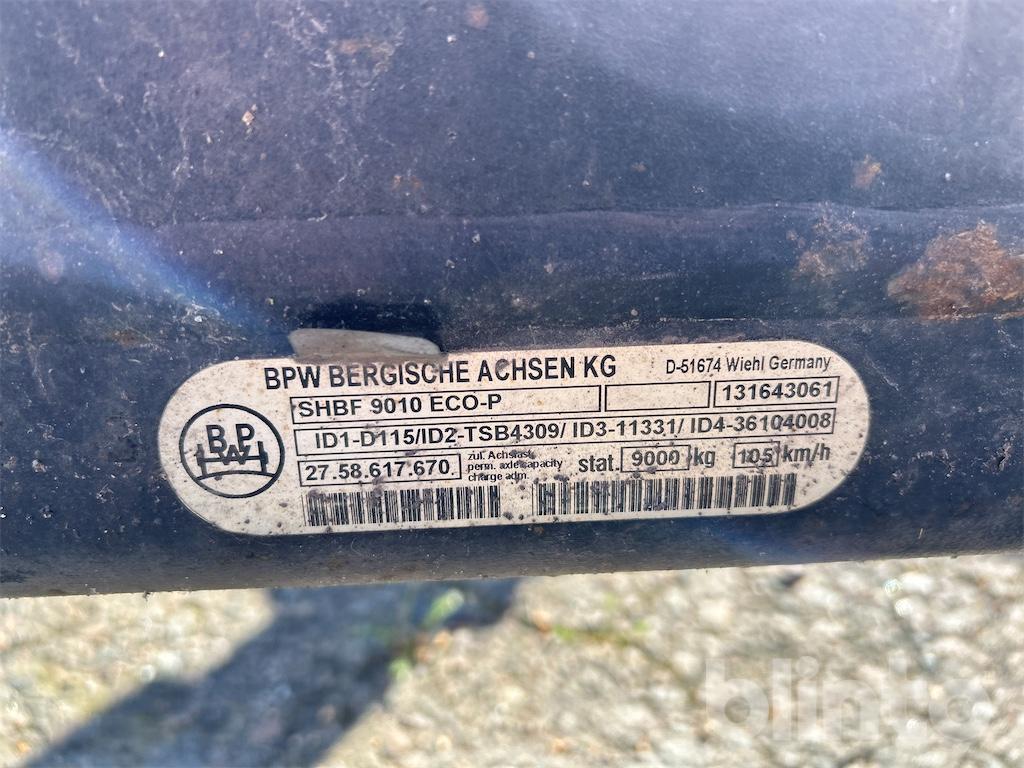 BPW BERGISCHE ACHSEN KG D-51674 Wiehl Germany
SHBF 9010 ECO-P 131643061
ID1-D115/ID2-TSB4309/ ID3-11331/ ID4-36104008
27.58.617.670 zul. Achslast stat. 9000 kg 105 km/h
perm. axle capacity
charge adm.
BPW
blinto